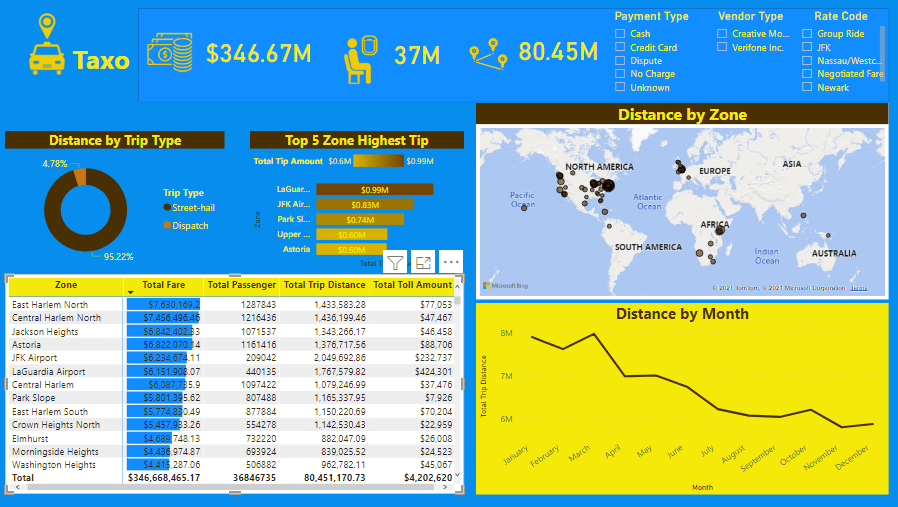 Taxo
$346.67M
37M
80.45M
Payment Type
Cash
Credit Card
Dispute
No Charge
Unknown
Vendor Type
Creative Mo...
Verifone Inc.
Rate Code
Group Ride
JFK
Nassau/Westc...
Negotiated Fare
Newark
Distance by Trip Type
4.78%
95.22%
Trip Type
Street-hail
Dispatch
Top 5 Zone Highest Tip
Total Tip Amount $0.6M $0.99M
Zone
LaGuar... $0.99M
JFK Air... $0.83M
Park Sl... $0.74M
Upper ... $0.60M
Astoria $0.60M
Distance by Zone
NORTH AMERICA
EUROPE
ASIA
Pacific
Ocean
Atlantic
Ocean
AFRICA
SOUTH AMERICA
Indian
Ocean
AUSTRALIA
Microsoft Bing
© 2021 TomTom, © 2021 Microsoft Corporation Terms
Zone Total Fare Total Passenger Total Trip Distance Total Toll Amount
East Harlem North $7,630,169.2 1287843 1,433,583.28 $77,053
Central Harlem North $7,456,496.46 1216436 1,436,199.46 $47,467
Jackson Heights $6,842,402.33 1071537 1,343,266.17 $46,458
Astoria $6,822,070.14 1161416 1,376,717.56 $88,706
JFK Airport $6,234,674.11 209042 2,049,692.86 $232,737
LaGuardia Airport $6,151,903.07 440135 1,767,579.82 $424,301
Central Harlem $6,087,735.9 1097422 1,079,246.99 $37,476
Park Slope $5,801,395.62 807488 1,165,337.95 $7,926
East Harlem South $5,774,830.49 877884 1,150,220.69 $70,204
Crown Heights North $5,457,933.26 554278 1,142,530.43 $22,959
Elmhurst $4,689,748.13 732220 882,047.09 $26,008
Morningside Heights $4,436,974.87 693924 839,025.52 $24,523
Washington Heights $4,415,287.06 506882 962,782.11 $45,067
Total $346,668,465.17 36846735 80,451,170.73 $4,202,620
Distance by Month
Total Trip Distance
8M
7M
6M
January
February
March
April
May
June
July
August
September
October
November
December
Month